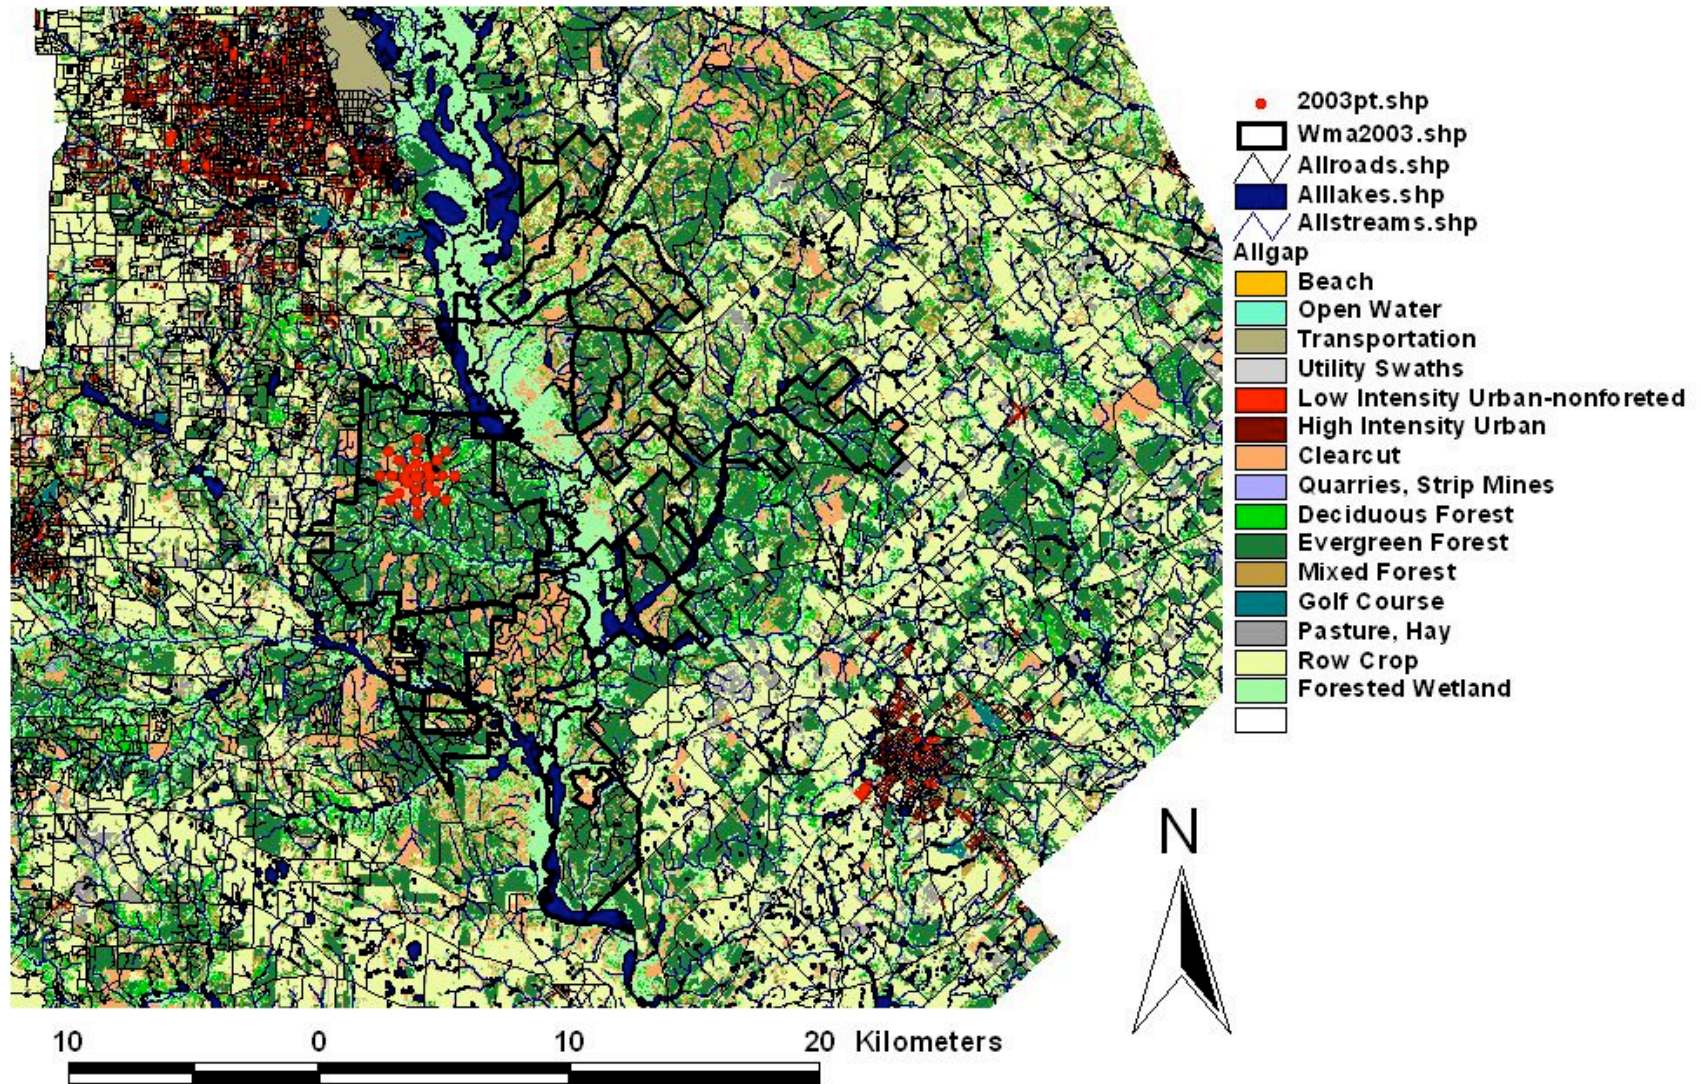 2003pt.shp
Wma2003.shp
Allroads.shp
Alllakes.shp
Allstreams.shp
Allgap
Beach
Open Water
Transportation
Utility Swaths
Low Intensity Urban-nonforeted
High Intensity Urban
Clearcut
Quarries, Strip Mines
Deciduous Forest
Evergreen Forest
Mixed Forest
Golf Course
Pasture, Hay
Row Crop
Forested Wetland
N
10 0 10 20 Kilometers